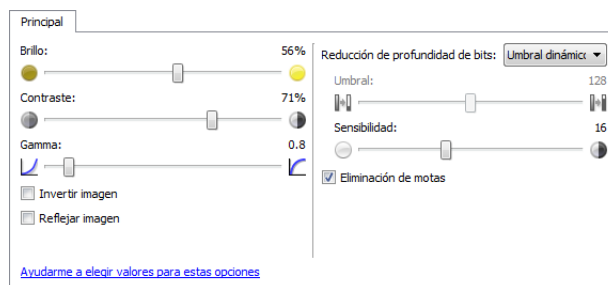 Principal
Brillo: 56%
Contraste: 71%
Gamma: 0.8
Invertir imagen
Reflejar imagen
Ayudarme a elegir valores para estas opciones
Reducción de profundidad de bits: Umbral dinámic
Umbral: 128
Sensibilidad: 16
Eliminación de motas